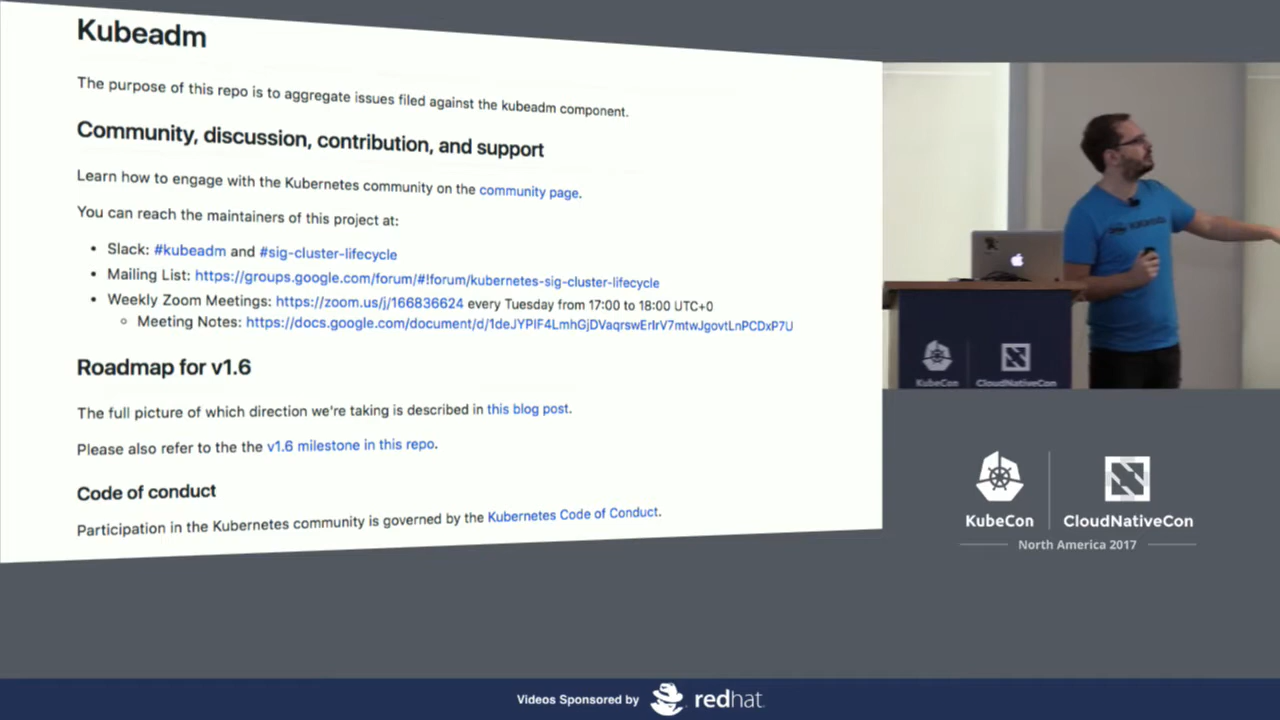 Kubeadm
The purpose of this repo is to aggregate issues filed against the kubeadm component.
Community, discussion, contribution, and support
Learn how to engage with the Kubernetes community on the community page.
You can reach the maintainers of this project at:
• Slack: #kubeadm and #sig-cluster-lifecycle
• Mailing List: https://groups.google.com/forum/#!forum/kubernetes-sig-cluster-lifecycle
• Weekly Zoom Meetings: https://zoom.us/j/166836624 every Tuesday from 17:00 to 18:00 UTC+0
◦ Meeting Notes: https://docs.google.com/document/d/1deJYPIF4LmhGjDVaqrswErIrV7mtwJgovtLnPCDxP7U
Roadmap for v1.6
The full picture of which direction we're taking is described in this blog post.
Please also refer to the the v1.6 milestone in this repo.
Code of conduct
Participation in the Kubernetes community is governed by the Kubernetes Code of Conduct.
KubeCon
CloudNativeCon
KubeCon
CloudNativeCon
North America 2017
Videos Sponsored by redhat.